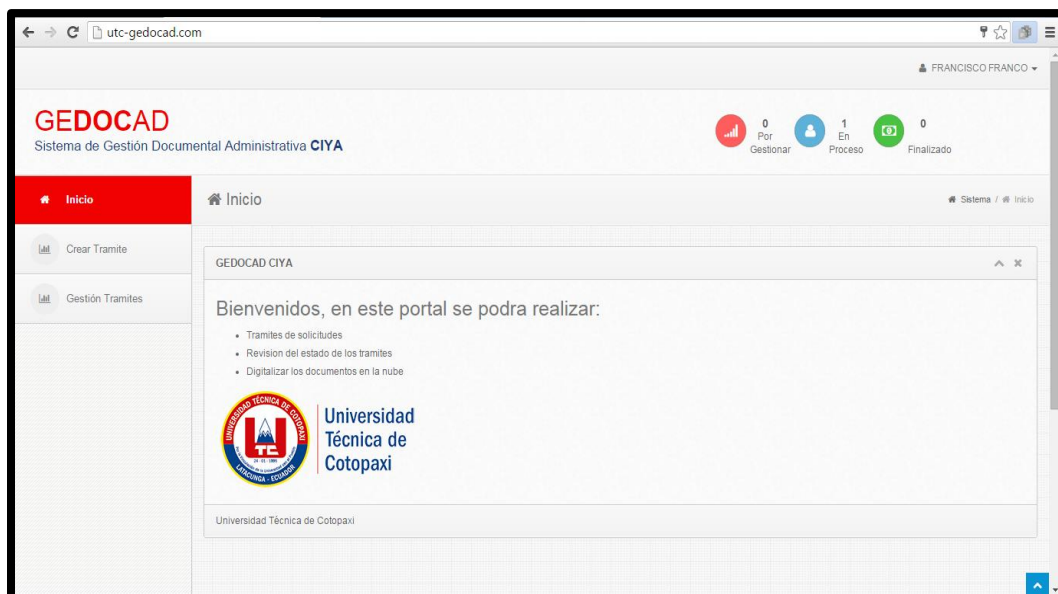 utc-gedocad.com
FRANCISCO FRANCO
GEDOCAD
Sistema de Gestión Documental Administrativa CIYA
0
Por
Gestionar
1
En
Proceso
0
Finalizado
Inicio
Inicio
Sistema / Inicio
Crear Tramite
Gestión Tramites
GEDOCAD CIYA
Bienvenidos, en este portal se podra realizar:
Tramites de solicitudes
Revision del estado de los tramites
Digitalizar los documentos en la nube
UNIVERSIDAD TÉCNICA DE COTOPAXI
UTC
LATACUNGA - ECUADOR
Universidad
Técnica de
Cotopaxi
Universidad Técnica de Cotopaxi